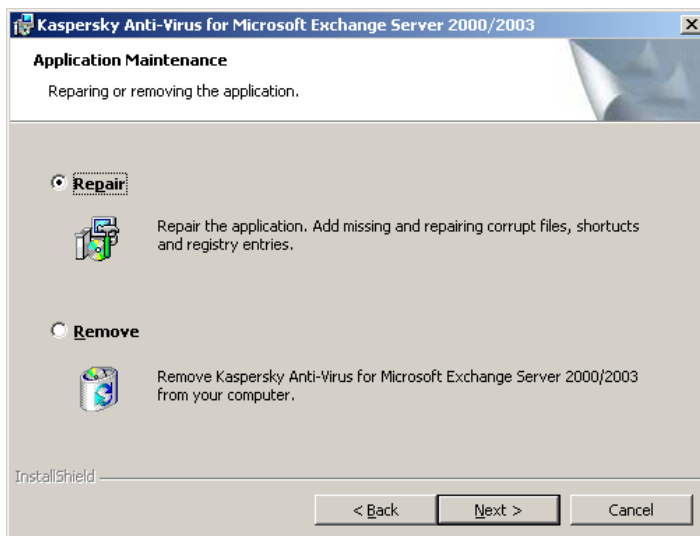 Kaspersky Anti-Virus for Microsoft Exchange Server 2000/2003
Application Maintenance
Repairing or removing the application.
Repair
Repair the application. Add missing and repairing corrupt files, shortucts
and registry entries.
Remove
Remove Kaspersky Anti-Virus for Microsoft Exchange Server 2000/2003
from your computer.
InstallShield
< Back
Next >
Cancel